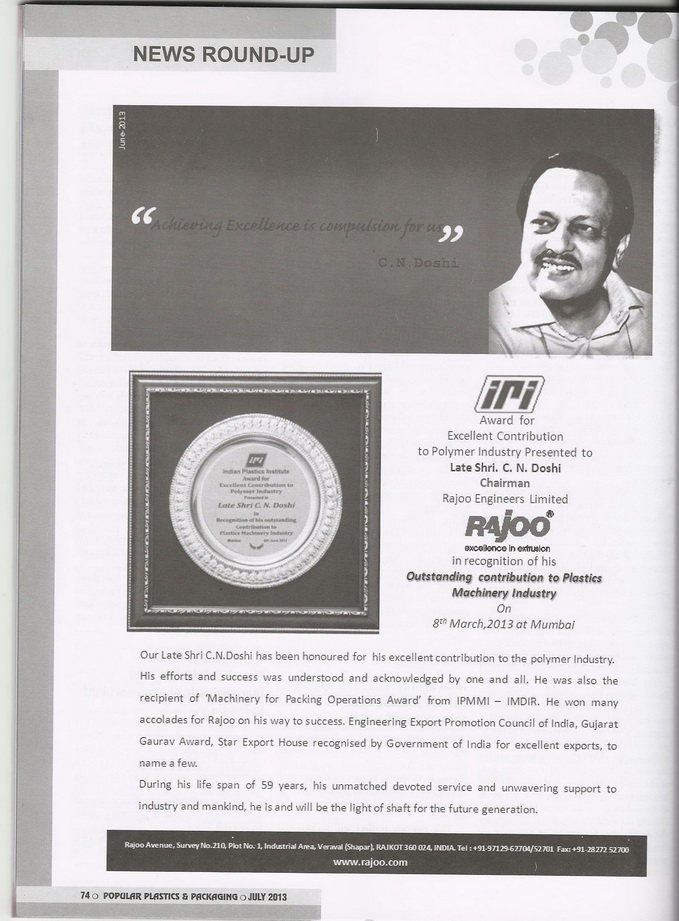 NEWS ROUND-UP
June-2013
“Achieving Excellence is compulsion for us”
C.N.Doshi
iPi
Indian Plastics Institute
Award for
Excellent Contribution to
Polymer Industry
Presented to
Late Shri C. N. Doshi
in
Recognition of his outstanding
Contribution to
Plastics Machinery Industry
Mumbai
iPi
Award for
Excellent Contribution
to Polymer Industry Presented to
Late Shri. C. N. Doshi
Chairman
Rajoo Engineers Limited
RAJOO®
excellence in extrusion
in recognition of his
Outstanding contribution to Plastics
Machinery Industry
On
8th March,2013 at Mumbai
Our Late Shri C.N.Doshi has been honoured for his excellent contribution to the polymer Industry.
His efforts and success was understood and acknowledged by one and all. He was also the
recipient of ‘Machinery for Packing Operations Award’ from IPMMI – IMDIR. He won many
accolades for Rajoo on his way to success. Engineering Export Promotion Council of India, Gujarat
Gaurav Award, Star Export House recognised by Government of India for excellent exports, to
name a few.
During his life span of 59 years, his unmatched devoted service and unwavering support to
industry and mankind, he is and will be the light of shaft for the future generation.
Rajoo Avenue, Survey No.210, Plot No. 1, Industrial Area, Veraval (Shapar), RAJKOT 360 024, INDIA. Tel : +91-97129-62704/52701 Fax: +91-28272 52700
www.rajoo.com
74 ○ POPULAR PLASTICS & PACKAGING ○ JULY 2013